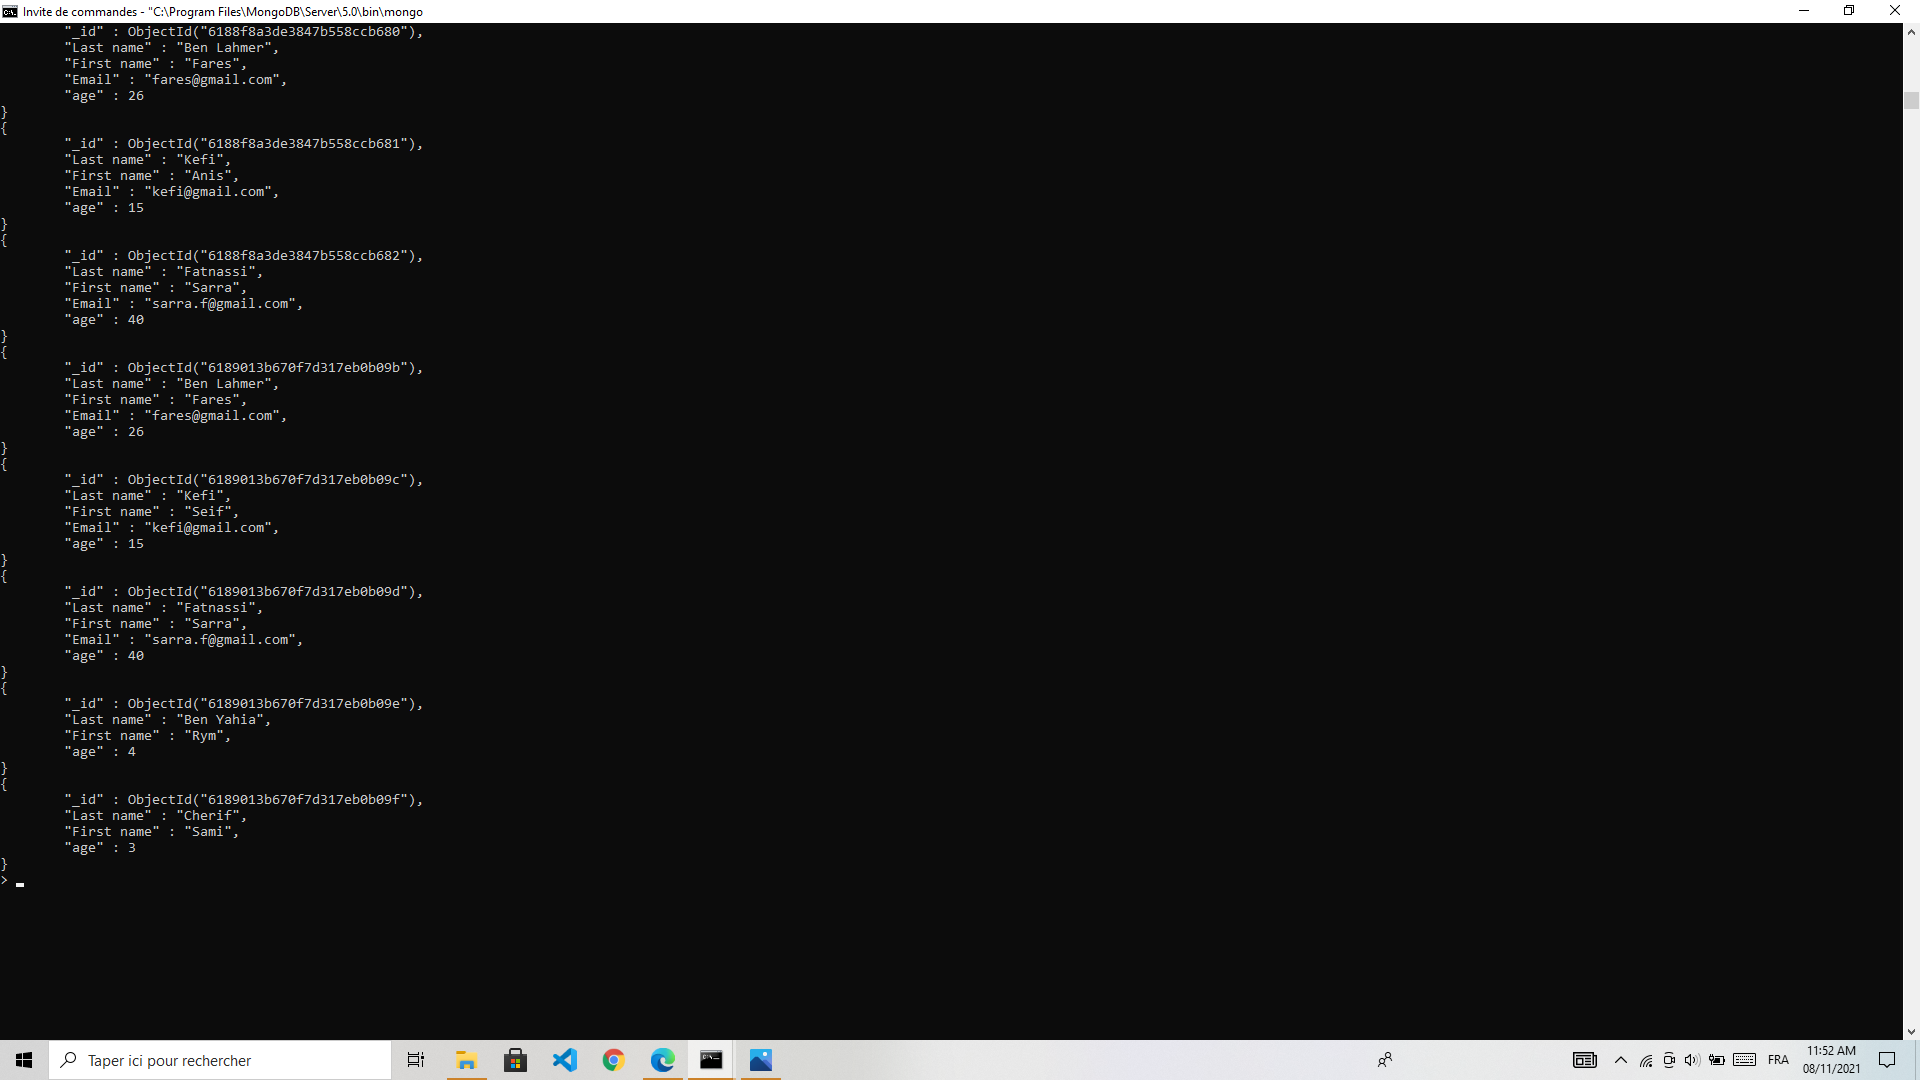 Invite de commandes - "C:\Program Files\MongoDB\Server\5.0\bin\mongo
"_id" : ObjectId("6188f8a3de3847b558ccb680"),
"Last name" : "Ben Lahmer",
"First name" : "Fares",
"Email" : "fares@gmail.com",
"age" : 26
}
{
"_id" : ObjectId("6188f8a3de3847b558ccb681"),
"Last name" : "Kefi",
"First name" : "Anis",
"Email" : "kefi@gmail.com",
"age" : 15
}
{
"_id" : ObjectId("6188f8a3de3847b558ccb682"),
"Last name" : "Fatnassi",
"First name" : "Sarra",
"Email" : "sarra.f@gmail.com",
"age" : 40
}
{
"_id" : ObjectId("6189013b670f7d317eb0b09b"),
"Last name" : "Ben Lahmer",
"First name" : "Fares",
"Email" : "fares@gmail.com",
"age" : 26
}
{
"_id" : ObjectId("6189013b670f7d317eb0b09c"),
"Last name" : "Kefi",
"First name" : "Seif",
"Email" : "kefi@gmail.com",
"age" : 15
}
{
"_id" : ObjectId("6189013b670f7d317eb0b09d"),
"Last name" : "Fatnassi",
"First name" : "Sarra",
"Email" : "sarra.f@gmail.com",
"age" : 40
}
{
"_id" : ObjectId("6189013b670f7d317eb0b09e"),
"Last name" : "Ben Yahia",
"First name" : "Rym",
"age" : 4
}
{
"_id" : ObjectId("6189013b670f7d317eb0b09f"),
"Last name" : "Cherif",
"First name" : "Sami",
"age" : 3
}
>
Taper ici pour rechercher
FRA
11:52 AM
08/11/2021